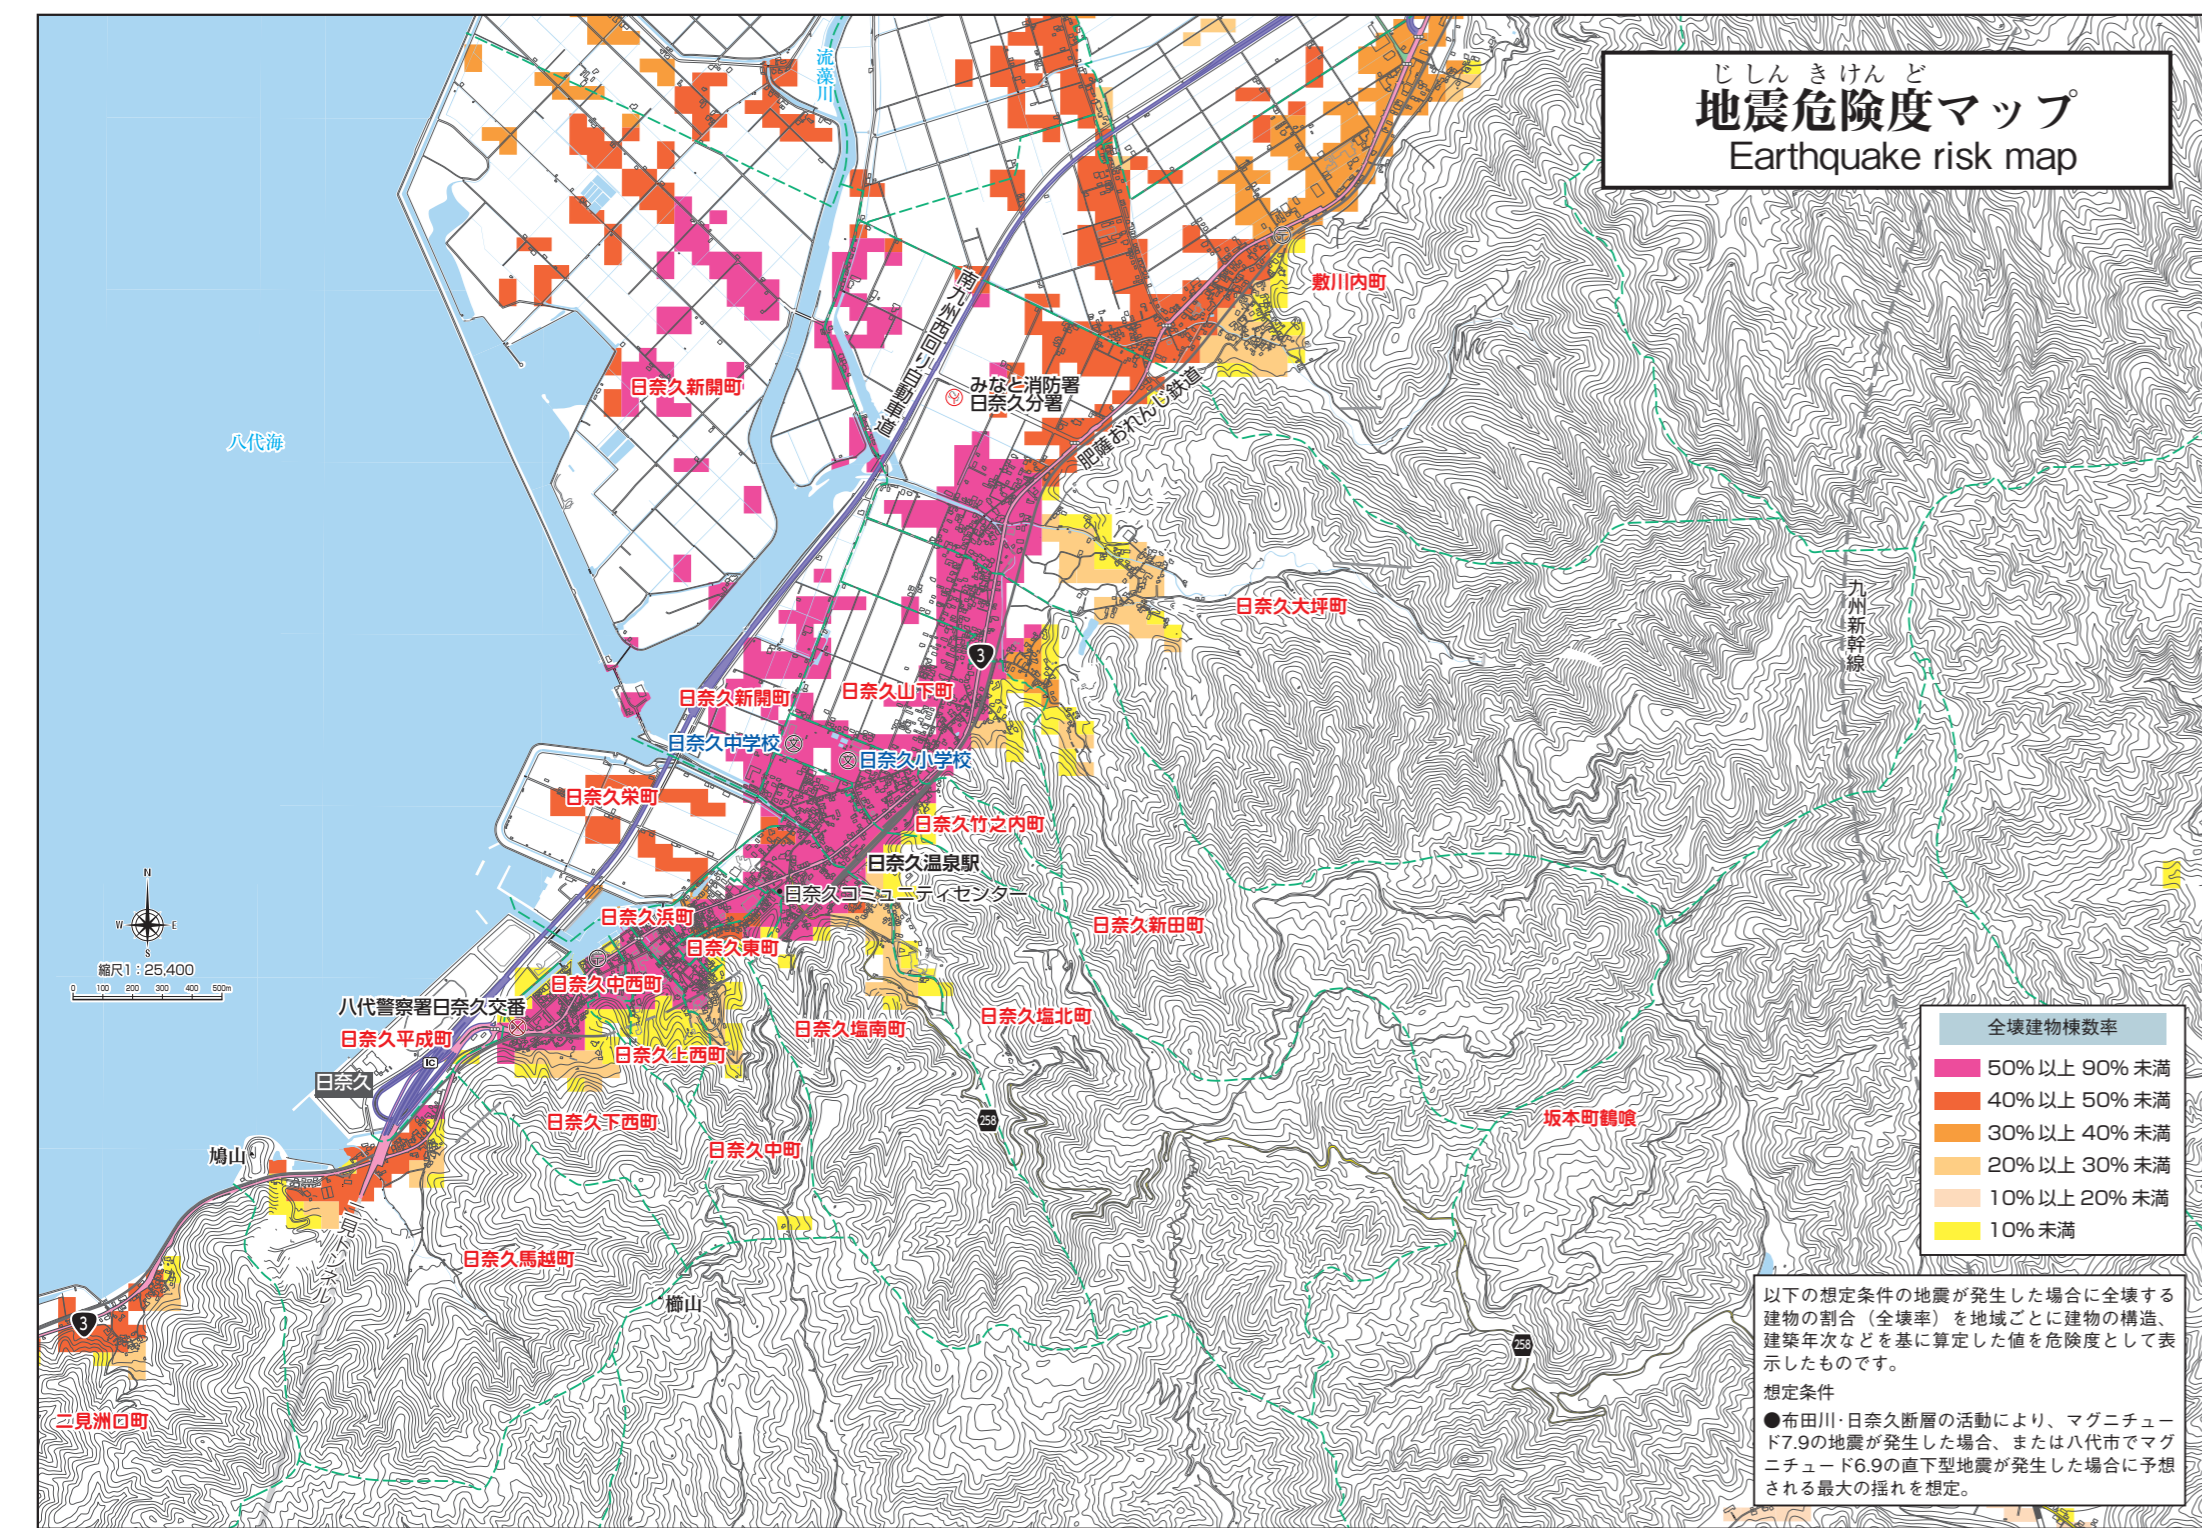 じしんきけんど
地震危険度マップ
Earthquake risk map
流藻川
敷川内町
南九州西回り自動車道
日奈久新開町
みなと消防署
日奈久分署
肥薩おれんじ鉄道
八代海
九州新幹線
日奈久大坪町
3
日奈久新開町
日奈久山下町
日奈久中学校
日奈久小学校
日奈久栄町
日奈久竹之内町
日奈久温泉駅
日奈久コミュニティセンター
日奈久浜町
日奈久東町
日奈久新田町
N
W
E
S
縮尺1：25,400
0 100 200 300 400 500m
日奈久中西町
八代警察署日奈久交番
日奈久平成町
日奈久塩南町
日奈久塩北町
日奈久上西町
IC
日奈久
日奈久下西町
258
坂本町鶴喰
日奈久中町
鳩山
日奈久馬越町
櫛山
3
258
二見洲口町
全壊建物棟数率
50%以上 90%未満
40%以上 50%未満
30%以上 40%未満
20%以上 30%未満
10%以上 20%未満
10%未満
以下の想定条件の地震が発生した場合に全壊する
建物の割合（全壊率）を地域ごとに建物の構造、
建築年次などを基に算定した値を危険度として表
示したものです。
想定条件
●布田川･日奈久断層の活動により、マグニチュー
ド7.9の地震が発生した場合、または八代市でマグ
ニチュード6.9の直下型地震が発生した場合に予想
される最大の揺れを想定。